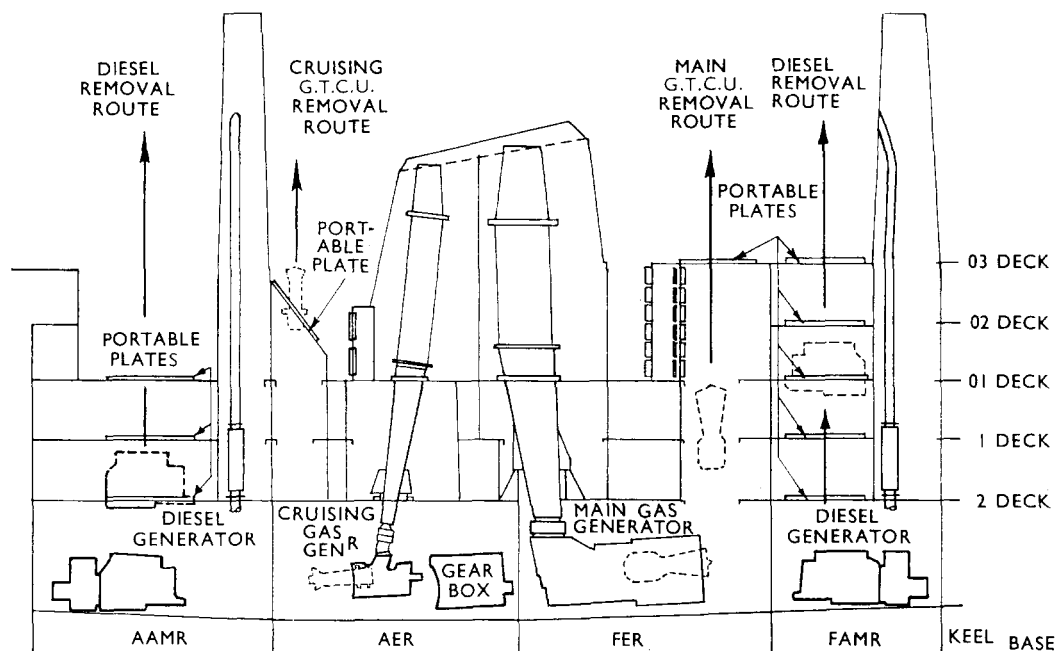 DIESEL
REMOVAL
ROUTE
CRUISING
G.T.C.U.
REMOVAL
ROUTE
MAIN
G.T.C.U.
REMOVAL
ROUTE
DIESEL
REMOVAL
ROUTE
PORTABLE
PLATES
PORT-
ABLE
PLATE
PORTABLE
PLATES
03 DECK
02 DECK
01 DECK
1 DECK
2 DECK
DIESEL
GENERATOR
CRUISING
GAS
GENR
GEAR
BOX
MAIN GAS
GENERATOR
DIESEL
GENERATOR
AAMR
AER
FER
FAMR
KEEL
BASE